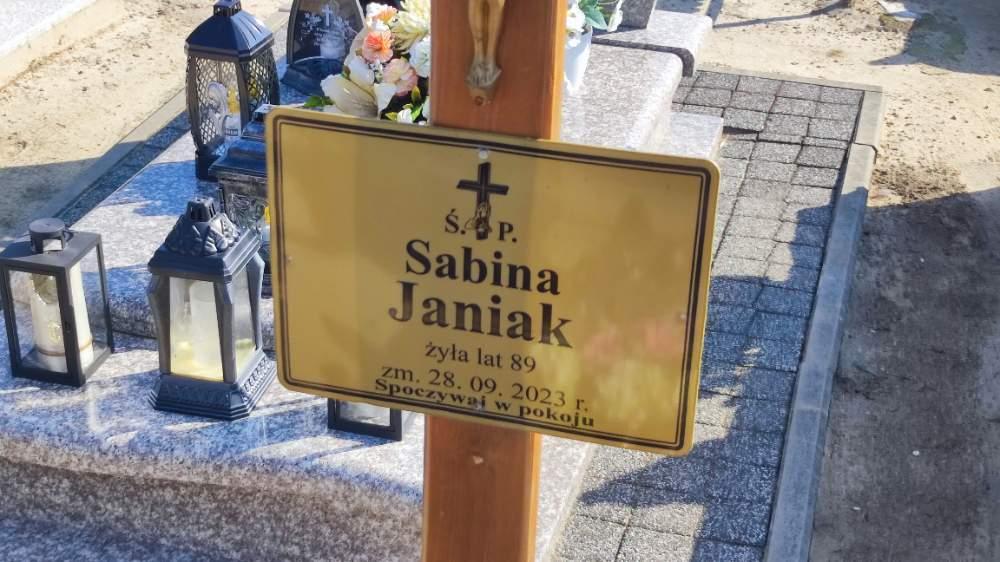 Ś. P.
Sabina
Janiak
żyła lat 89
zm. 28. 09. 2023 r.
Spoczywaj w pokoju